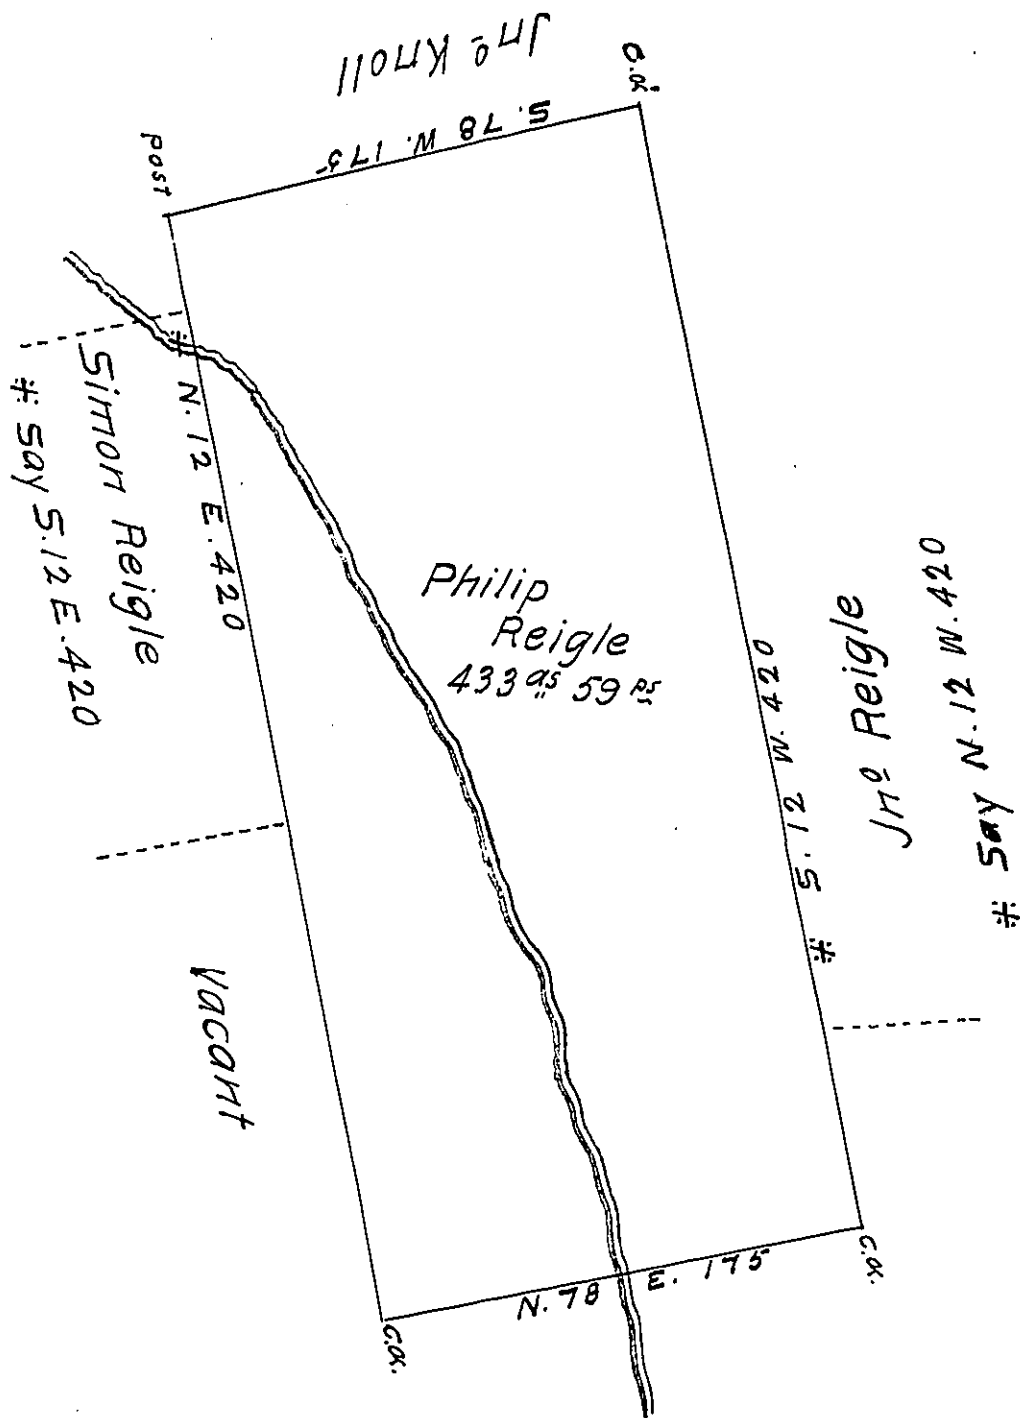 Jnº Knoll
C.O.
S. 78 W. 175
post
# N. 12 E. 420
Simon Reigle
# Say S. 12 E. 420
Philip
Reigle
433 as 59 ps
S. 12 W. 420 #
Jnº Reigle
# Say N. 12 W. 420
Vacant
N. 78 E. 175
C.O.
C.O.